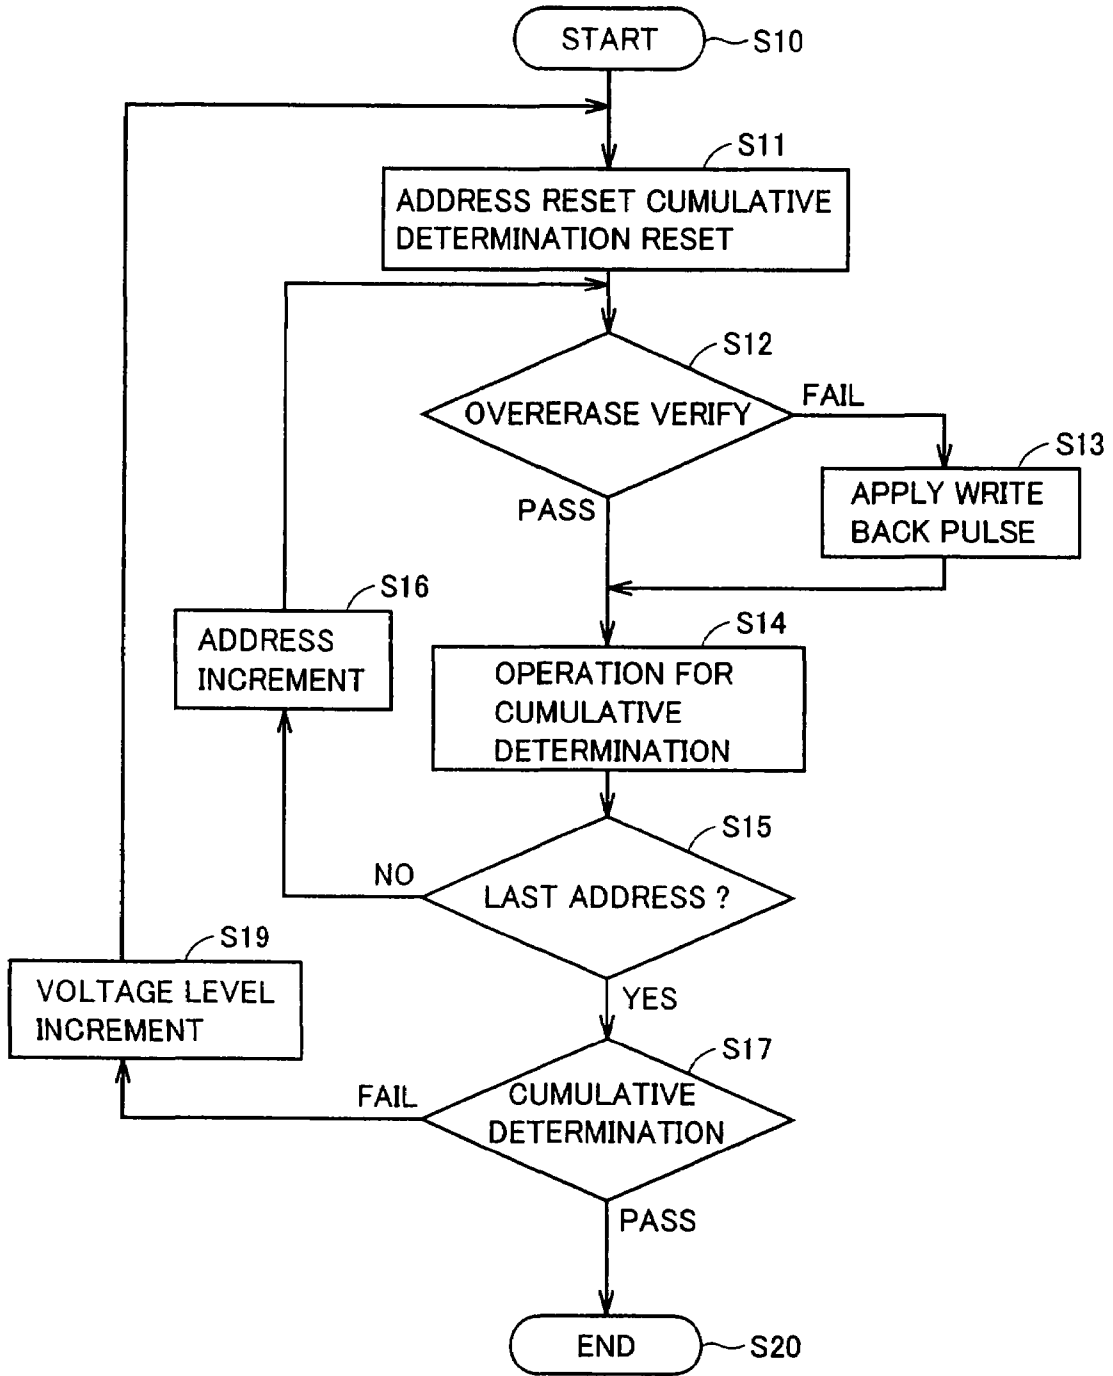 START
S10
S11
ADDRESS RESET CUMULATIVE
DETERMINATION RESET
S12
OVERERASE VERIFY
FAIL
S13
APPLY WRITE
BACK PULSE
PASS
S16
ADDRESS
INCREMENT
S14
OPERATION FOR
CUMULATIVE
DETERMINATION
S15
LAST ADDRESS ?
NO
YES
S19
VOLTAGE LEVEL
INCREMENT
S17
CUMULATIVE
DETERMINATION
FAIL
PASS
END
S20